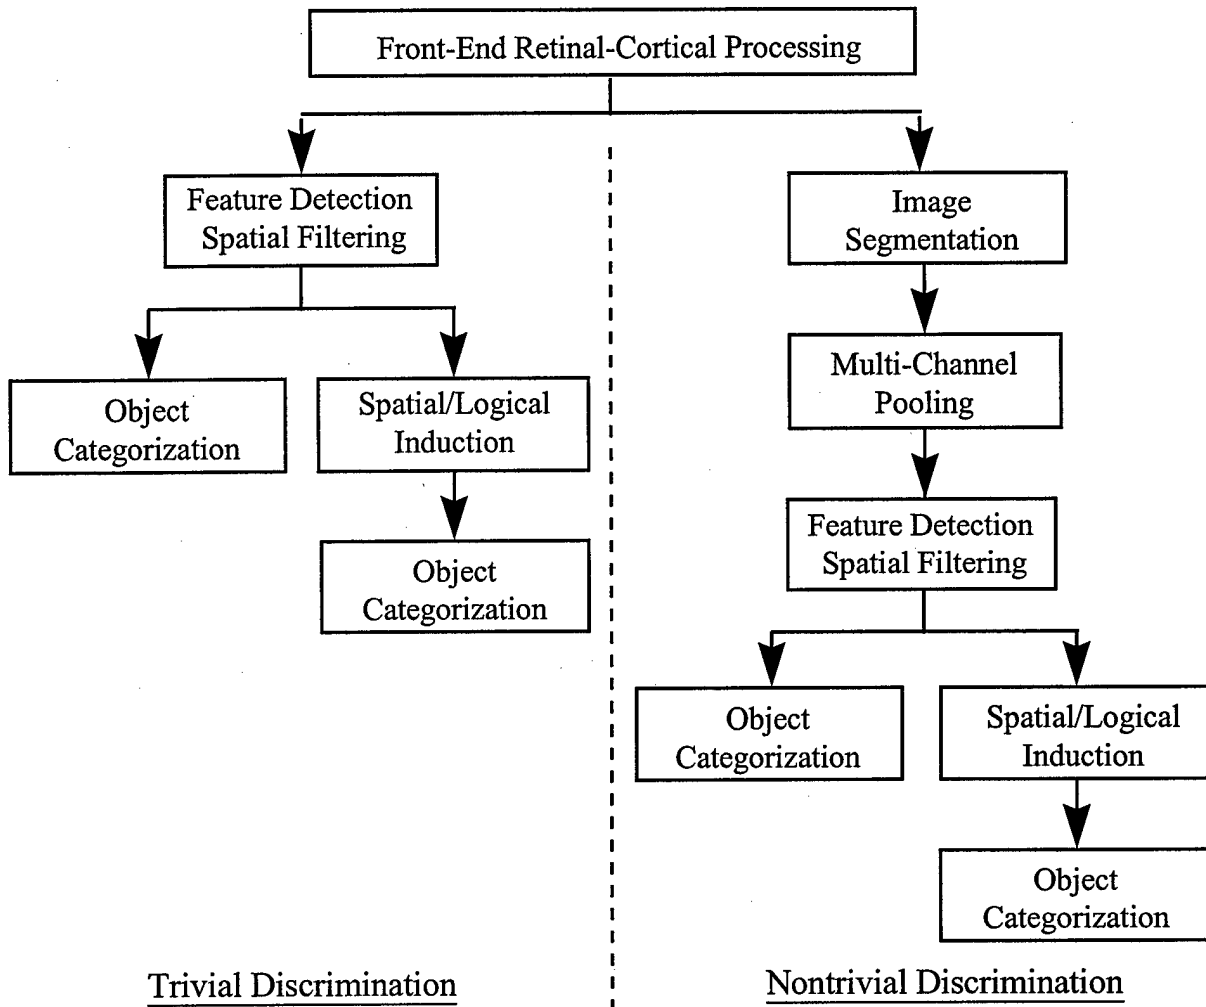 Front-End Retinal-Cortical Processing
Feature Detection
Spatial Filtering
Object
Categorization
Spatial/Logical
Induction
Object
Categorization
Trivial Discrimination
Image
Segmentation
Multi-Channel
Pooling
Feature Detection
Spatial Filtering
Object
Categorization
Spatial/Logical
Induction
Object
Categorization
Nontrivial Discrimination